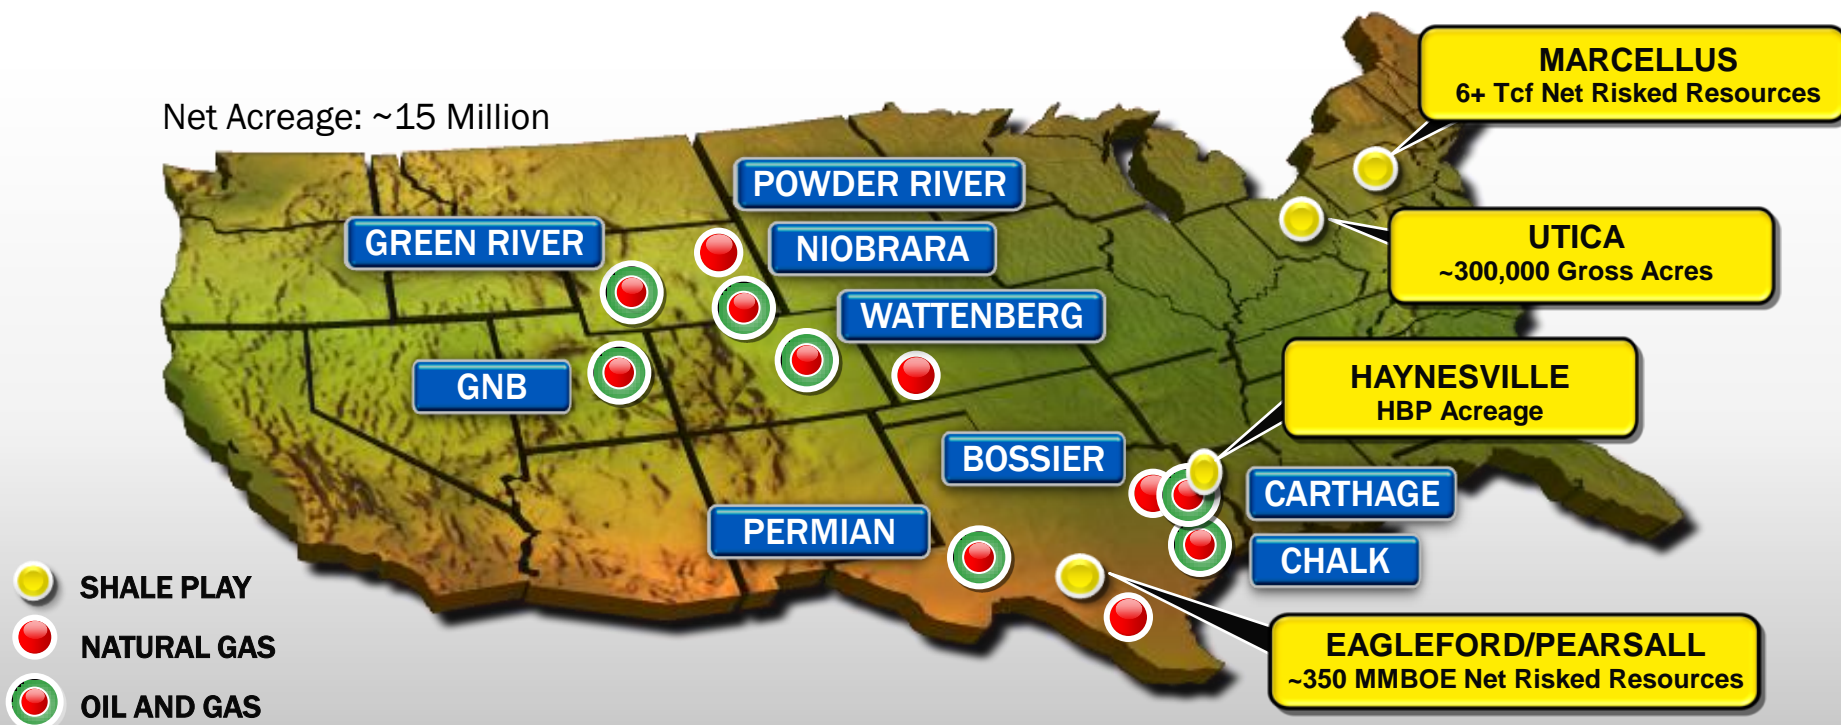 MARCELLUS
6+ Tcf Net Risked Resources
Net Acreage: ~15 Million
POWDER RIVER
UTICA
~300,000 Gross Acres
GREEN RIVER
NIOBRARA
WATTENBERG
GNB
HAYNESVILLE
HBP Acreage
BOSSIER
CARTHAGE
PERMIAN
CHALK
SHALE PLAY
NATURAL GAS
OIL AND GAS
EAGLEFORD/PEARSALL
~350 MMBOE Net Risked Resources